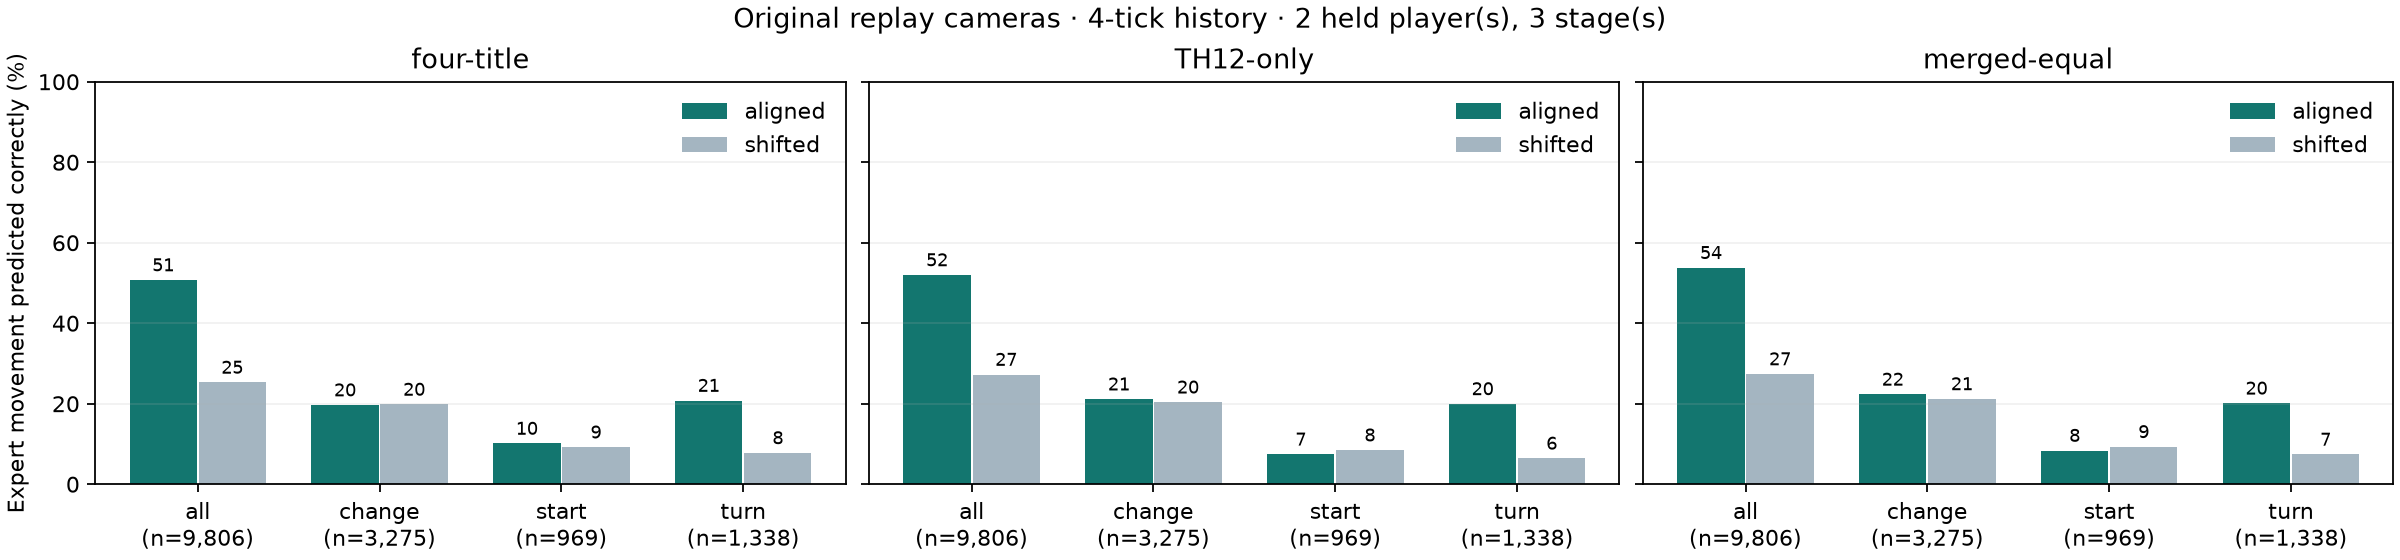 Original replay cameras · 4-tick history · 2 held player(s), 3 stage(s)
Expert movement predicted correctly (%)
four-title
100
80
60
40
20
0
aligned
shifted
51
25
20
20
10
9
21
8
all
(n=9,806)
change
(n=3,275)
start
(n=969)
turn
(n=1,338)
TH12-only
aligned
shifted
52
27
21
20
7
8
20
6
all
(n=9,806)
change
(n=3,275)
start
(n=969)
turn
(n=1,338)
merged-equal
aligned
shifted
54
27
22
21
8
9
20
7
all
(n=9,806)
change
(n=3,275)
start
(n=969)
turn
(n=1,338)